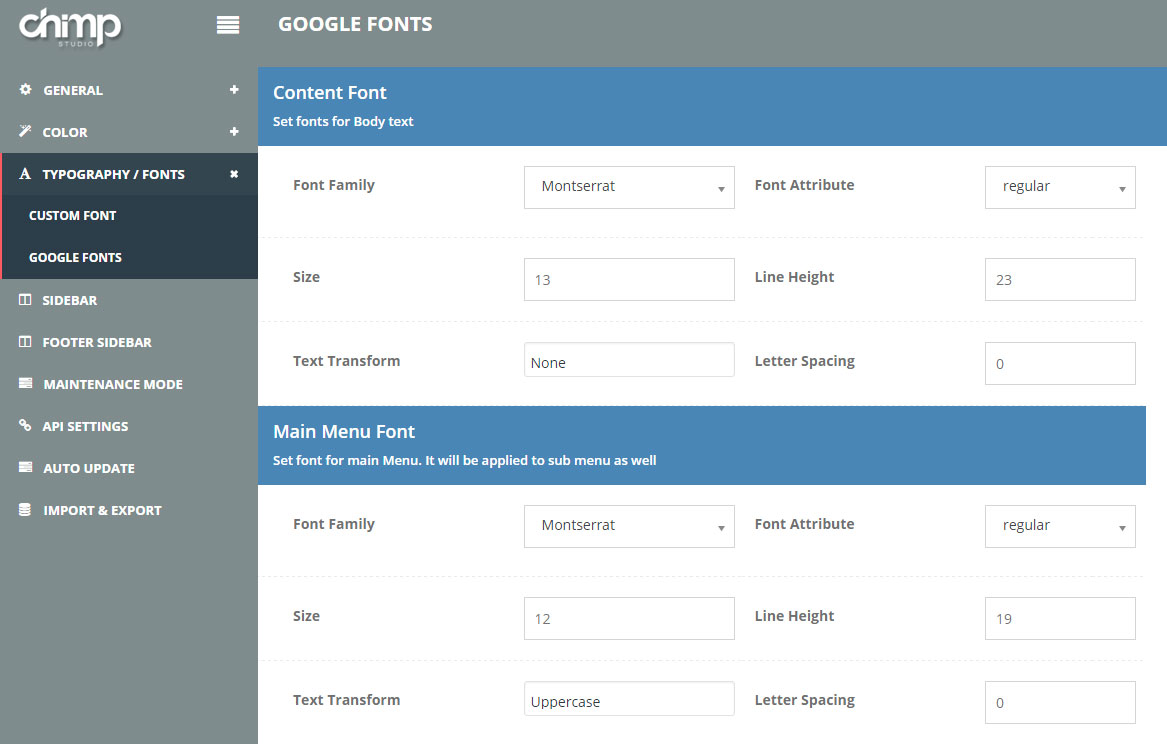 chimp
STUDIO
GOOGLE FONTS
GENERAL
COLOR
TYPOGRAPHY / FONTS
CUSTOM FONT
GOOGLE FONTS
SIDEBAR
FOOTER SIDEBAR
MAINTENANCE MODE
API SETTINGS
AUTO UPDATE
IMPORT & EXPORT
Content Font
Set fonts for Body text
Font Family Montserrat Font Attribute regular
Size 13 Line Height 23
Text Transform None Letter Spacing 0
Main Menu Font
Set font for main Menu. It will be applied to sub menu as well
Font Family Montserrat Font Attribute regular
Size 12 Line Height 19
Text Transform Uppercase Letter Spacing 0